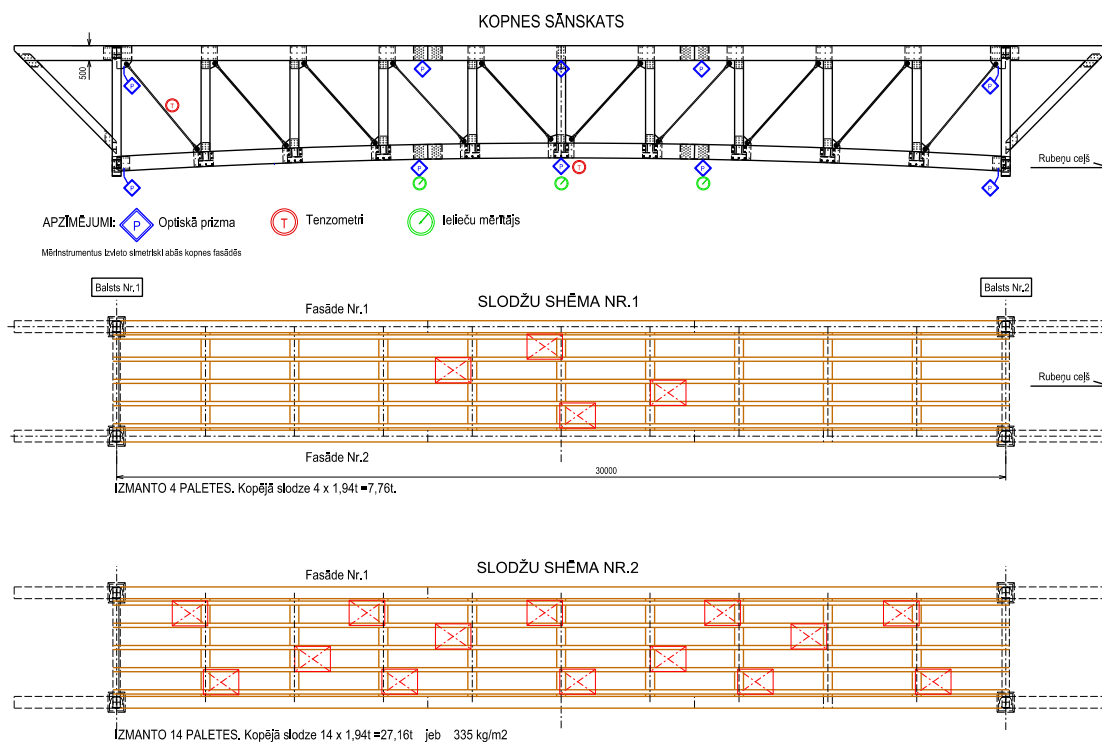 KOPNES SĀNSKATS
500
P
P
P
P
P
T
P
P
P
T
P
P
Rubeņu ceļš
APZĪMĒJUMI:
P
Optiskā prizma
T
Tenzometri
Ielieču mērītājs
Mērinstrumentus izvieto simetriski abās kopnes fasādēs
Balsts Nr.1
Balsts Nr.2
SLODŽU SHĒMA NR.1
Fasāde Nr.1
Rubeņu ceļš
Fasāde Nr.2
30000
IZMANTO 4 PALETES. Kopējā slodze 4 x 1,94t =7,76t.
SLODŽU SHĒMA NR.2
Fasāde Nr.1
IZMANTO 14 PALETES. Kopējā slodze 14 x 1,94t =27,16t jeb 335 kg/m2